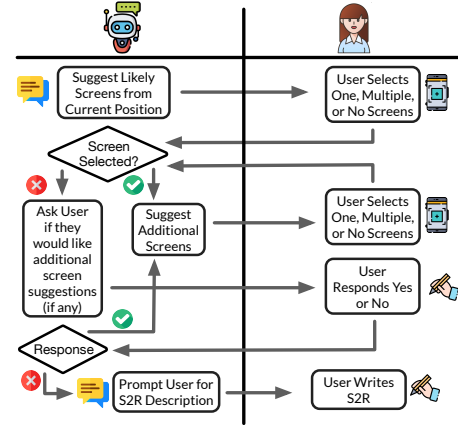 Suggest Likely
Screens from
Current Position
User Selects
One, Multiple,
or No Screens
Screen
Selected?
Ask User
if they
would like
additional
screen
suggestions
(if any)
Suggest
Additional
Screens
User Selects
One, Multiple,
or No Screens
User
Responds Yes
or No
Response
Prompt User for
S2R Description
User Writes
S2R